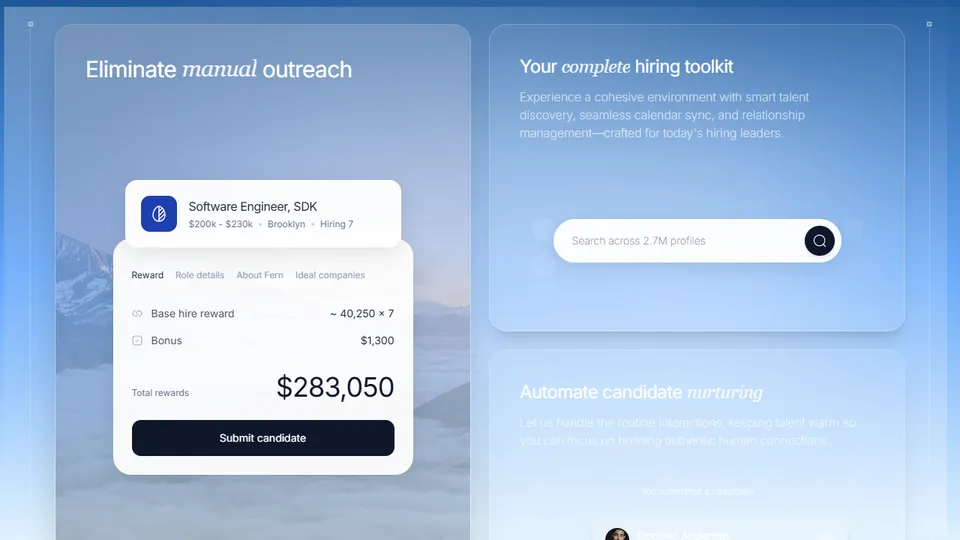 Eliminate manual outreach
Software Engineer, SDK
$200k - $230k • Brooklyn • Hiring 7
Reward Role details About Fern Ideal companies
Base hire reward ~ 40,250 × 7
Bonus $1,300
Total rewards $283,050
Submit candidate
Your complete hiring toolkit
Experience a cohesive environment with smart talent
discovery, seamless calendar sync, and relationship
management—crafted for today's hiring leaders.
Search across 2.7M profiles
Automate candidate nurturing
Let us handle the routine interactions, keeping talent warm so
you can focus on building authentic human connections.
You submitted a candidate
Anderson